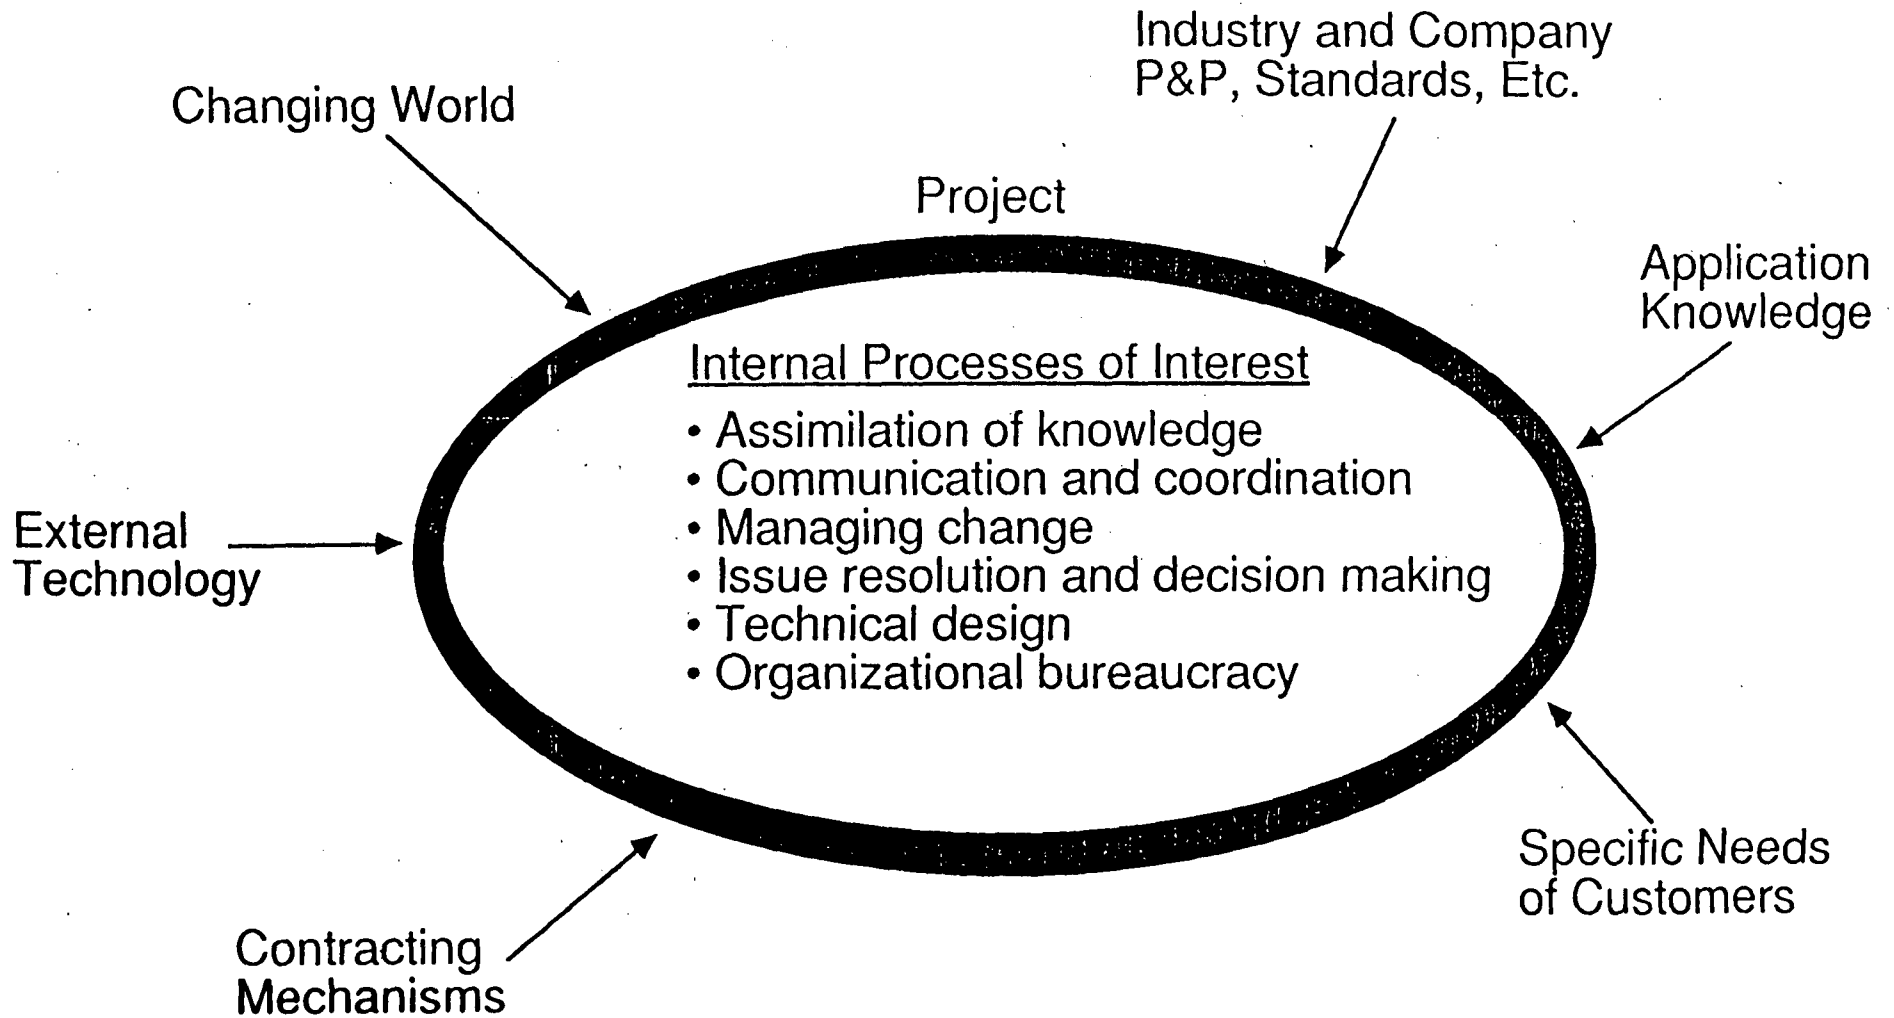 Industry and Company
P&P, Standards, Etc.
Changing World
Project
Application
Knowledge
Internal Processes of Interest
• Assimilation of knowledge
• Communication and coordination
• Managing change
• Issue resolution and decision making
• Technical design
• Organizational bureaucracy
External
Technology
Specific Needs
of Customers
Contracting
Mechanisms